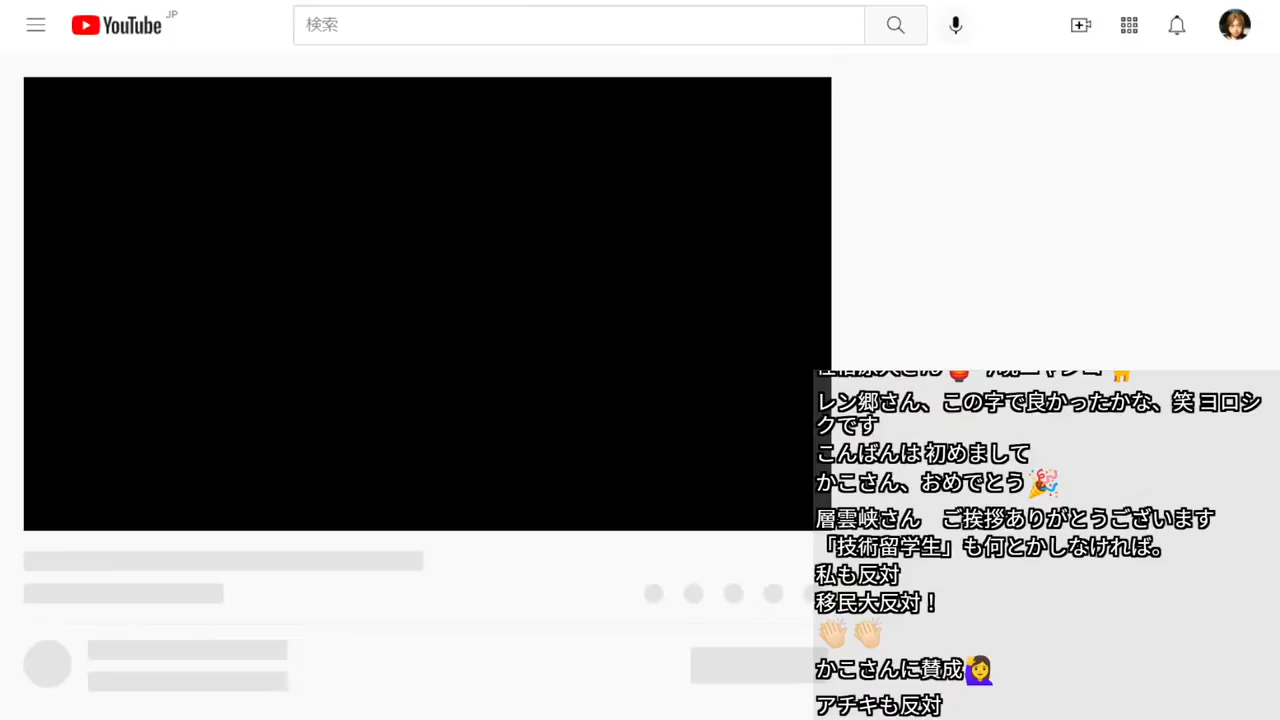 YouTube JP
検索
レン郷さん、この字で良かったかな、笑 ヨロシ
クです
こんばんは 初めまして
かこさん、おめでとう🎉
層雲峡さん　ご挨拶ありがとうございます
「技術留学生」も何とかしなければ。
私も反対
移民大反対！
👏🏻👏🏻
かこさんに賛成🙋‍♀️
アチキも反対